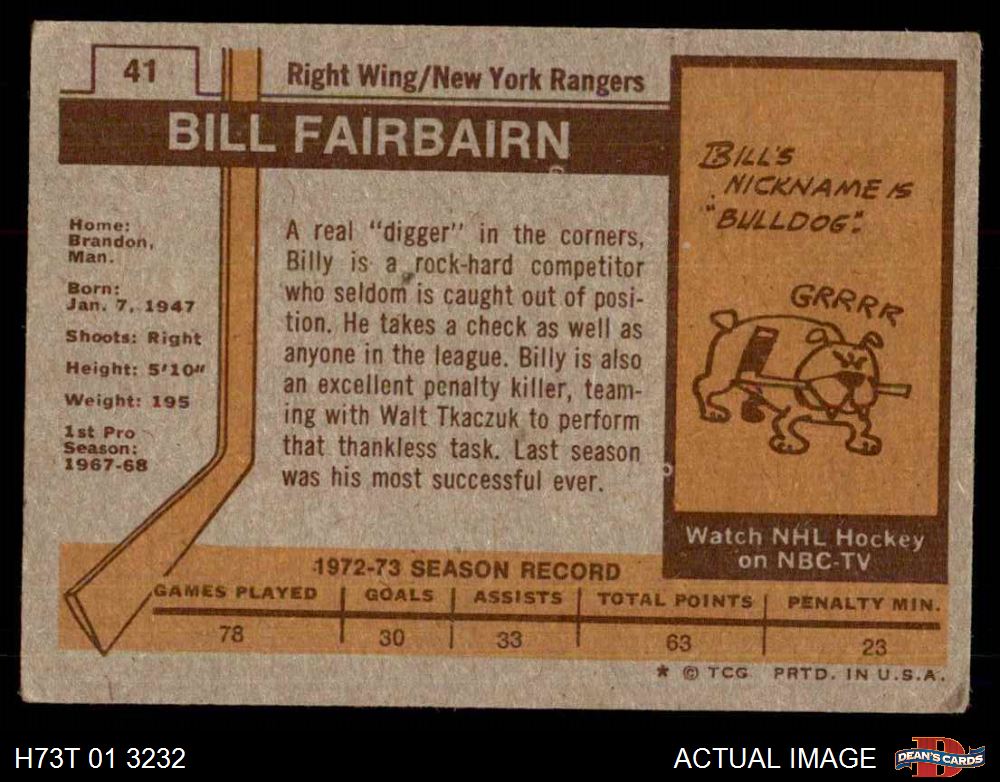 41
Right Wing/New York Rangers
BILL FAIRBAIRN
Home:
Brandon,
Man.
Born:
Jan. 7, 1947
Shoots: Right
Height: 5'10"
Weight: 195
1st Pro
Season:
1967-68
A real "digger" in the corners,
Billy is a rock-hard competitor
who seldom is caught out of posi-
tion. He takes a check as well as
anyone in the league. Billy is also
an excellent penalty killer, team-
ing with Walt Tkaczuk to perform
that thankless task. Last season
was his most successful ever.
BILL'S
NICKNAME IS
"BULLDOG".
GRRRR
Watch NHL Hockey
on NBC-TV
1972-73 SEASON RECORD
GAMES PLAYED GOALS ASSISTS TOTAL POINTS PENALTY MIN.
78 30 33 63 23
* © TCG PRTD. IN U.S.A.
H73T 01 3232
ACTUAL IMAGE
D
DEAN'S CARDS